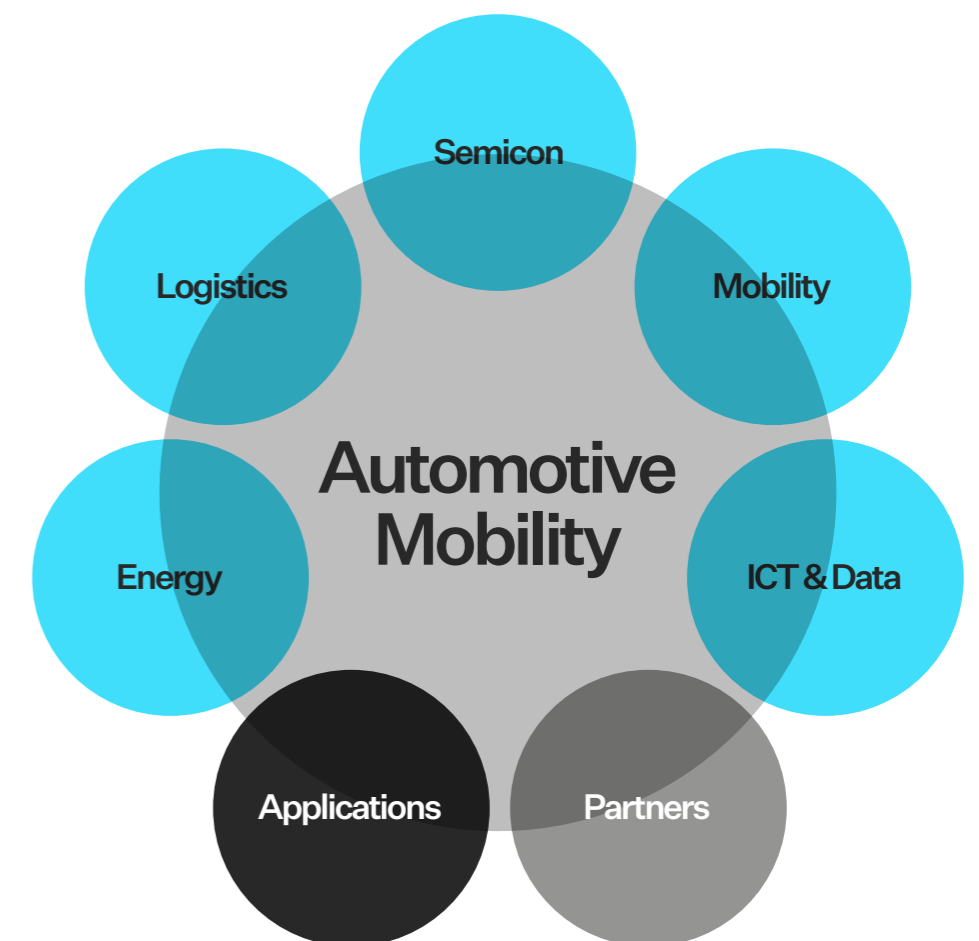 Semicon
Logistics
Mobility
Automotive
Mobility
Energy
ICT & Data
Applications
Partners